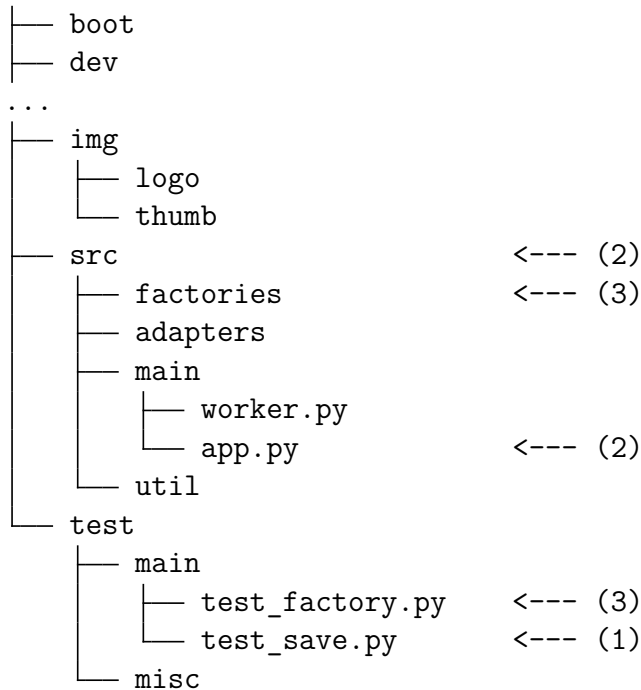 ├── boot
├── dev
...
├── img
│   ├── logo
│   └── thumb
├── src                        <--- (2)
│   ├── factories              <--- (3)
│   ├── adapters
│   ├── main
│   │   ├── worker.py
│   │   └── app.py             <--- (2)
│   └── util
└── test
    ├── main
    │   ├── test_factory.py    <--- (3)
    │   └── test_save.py       <--- (1)
    └── misc